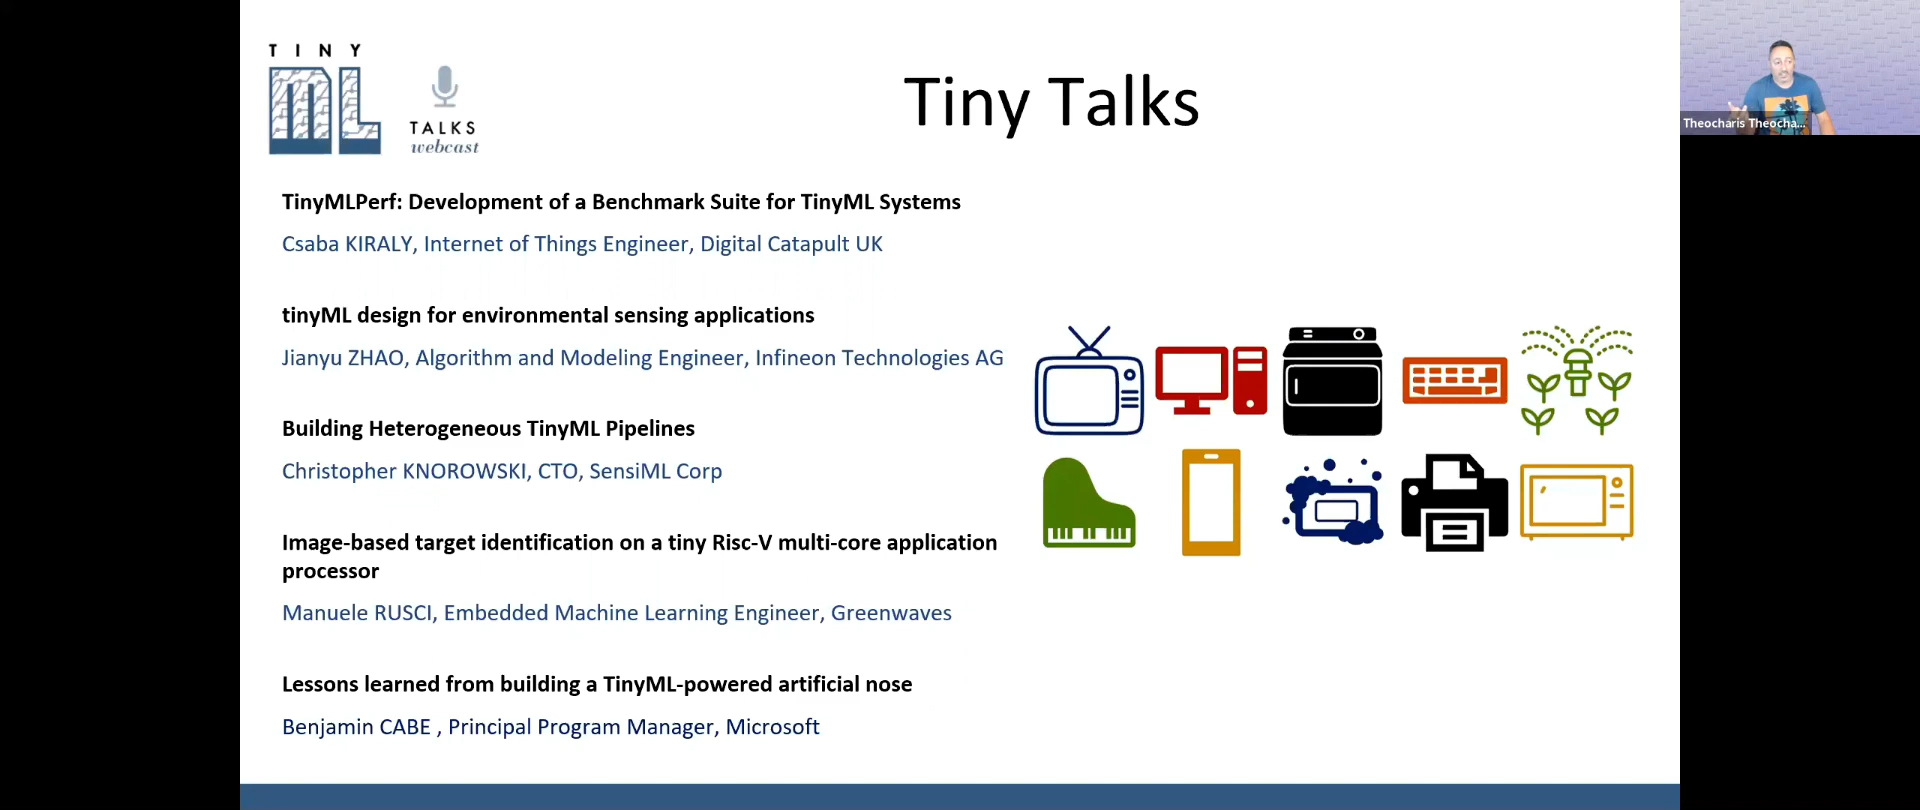 TINY
ML
TALKS
webcast
Tiny Talks
Theocharis Theocha...
TinyMLPerf: Development of a Benchmark Suite for TinyML Systems
Csaba KIRALY, Internet of Things Engineer, Digital Catapult UK
tinyML design for environmental sensing applications
Jianyu ZHAO, Algorithm and Modeling Engineer, Infineon Technologies AG
Building Heterogeneous TinyML Pipelines
Christopher KNOROWSKI, CTO, SensiML Corp
Image-based target identification on a tiny Risc-V multi-core application
processor
Manuele RUSCI, Embedded Machine Learning Engineer, Greenwaves
Lessons learned from building a TinyML-powered artificial nose
Benjamin CABE , Principal Program Manager, Microsoft